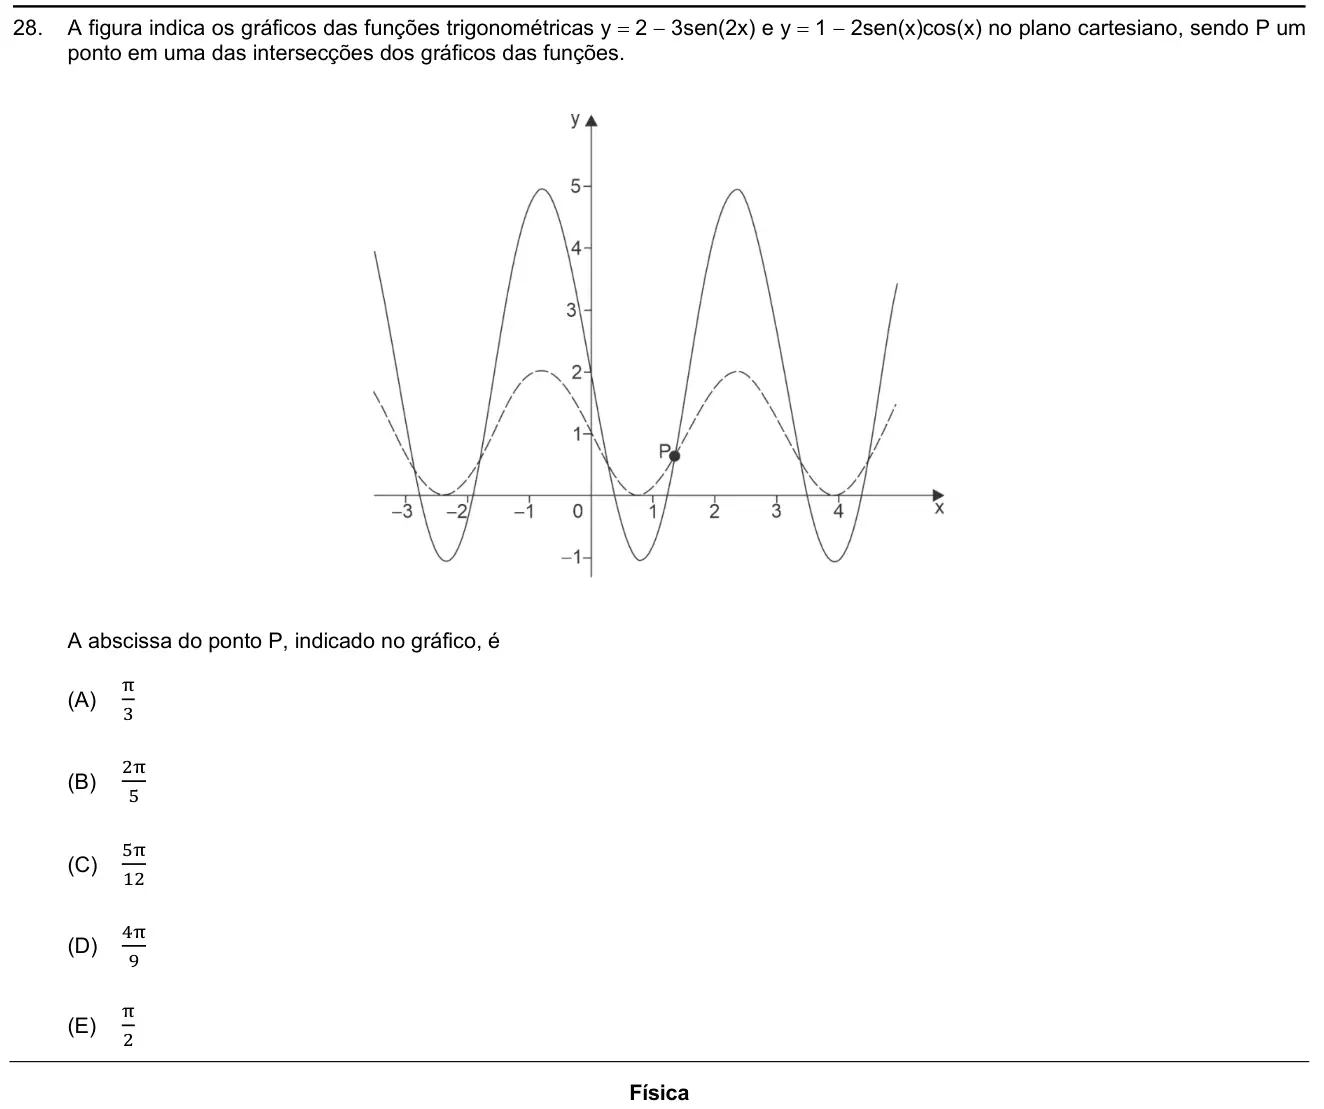 28. A figura indica os gráficos das funções trigonométricas y = 2 – 3sen(2x) e y = 1 – 2sen(x)cos(x) no plano cartesiano, sendo P um
ponto em uma das intersecções dos gráficos das funções.
y
5
4
3
2
1
P
–3 –2 –1 0 1 2 3 4 x
–1
A abscissa do ponto P, indicado no gráfico, é
(A) π/3
(B) 2π/5
(C) 5π/12
(D) 4π/9
(E) π/2
Física